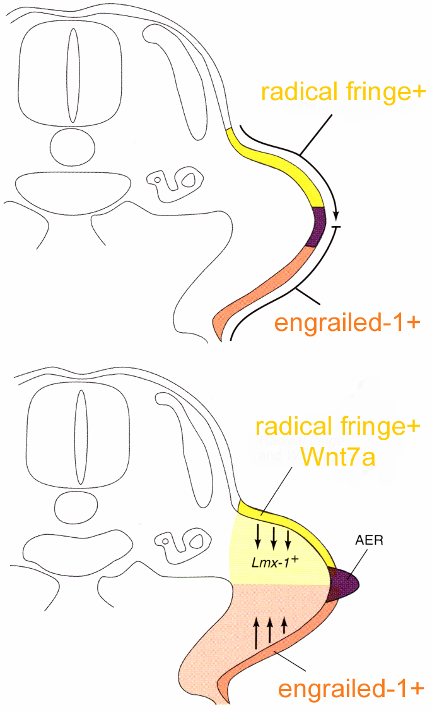 radical fringe+
engrailed-1+
radical fringe+
Wnt7a
AER
Lmx-1+
engrailed-1+